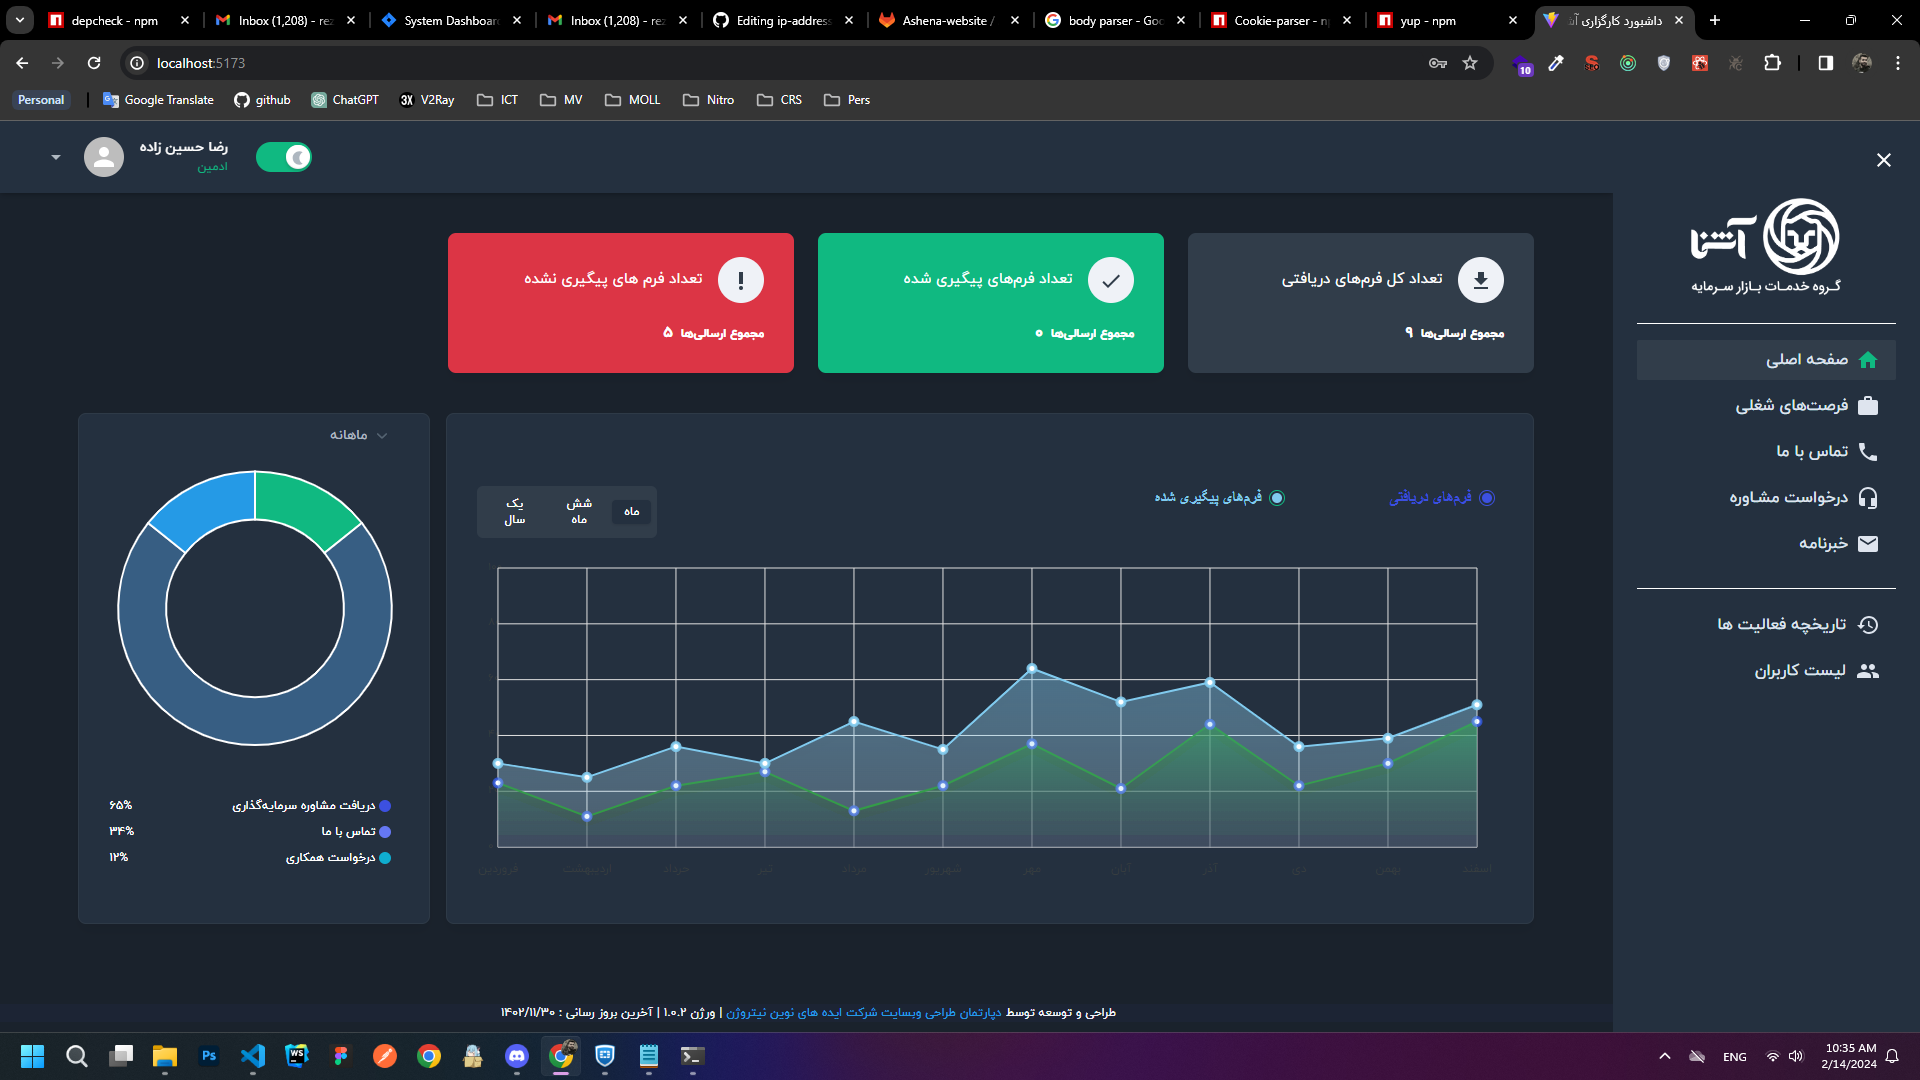 depcheck - npm
Inbox (1,208) - rez
System Dashboar
Inbox (1,208) - rez
Editing ip-address
Ashena-website /
body parser - Goo
Cookie-parser - n
yup - npm
داشبورد کارگزاری آش
localhost:5173
10
Personal
Google Translate
github
ChatGPT
3X
V2Ray
ICT
MV
MOLL
Nitro
CRS
Pers
رضا حسین زاده
ادمین
آشنا
گروه خدمات بازار سرمایه
صفحه اصلی
فرصت‌های شغلی
تماس با ما
درخواست مشاوره
خبرنامه
تاریخچه فعالیت ها
لیست کاربران
تعداد کل فرم‌های دریافتی
مجموع ارسالی‌ها ۹
تعداد فرم‌های پیگیری شده
مجموع ارسالی‌ها ۰
تعداد فرم های پیگیری نشده
مجموع ارسالی‌ها ۵
فرم‌های دریافتی
فرم‌های پیگیری شده
ماه
شش
ماه
یک
سال
فروردین
اردیبهشت
خرداد
تیر
مرداد
شهریور
مهر
آبان
آذر
دی
بهمن
اسفند
ماهانه
دریافت مشاوره سرمایه‌گذاری ۶۵%
تماس با ما ۳۴%
درخواست همکاری ۱۲%
طراحی و توسعه توسط دپارتمان طراحی وبسایت شرکت ایده های نوین نیتروژن | ورژن ۱.۰.۲ | آخرین بروز رسانی : ۱۴۰۲/۱۱/۳۰
Ps
WS
ENG
10:35 AM
2/14/2024